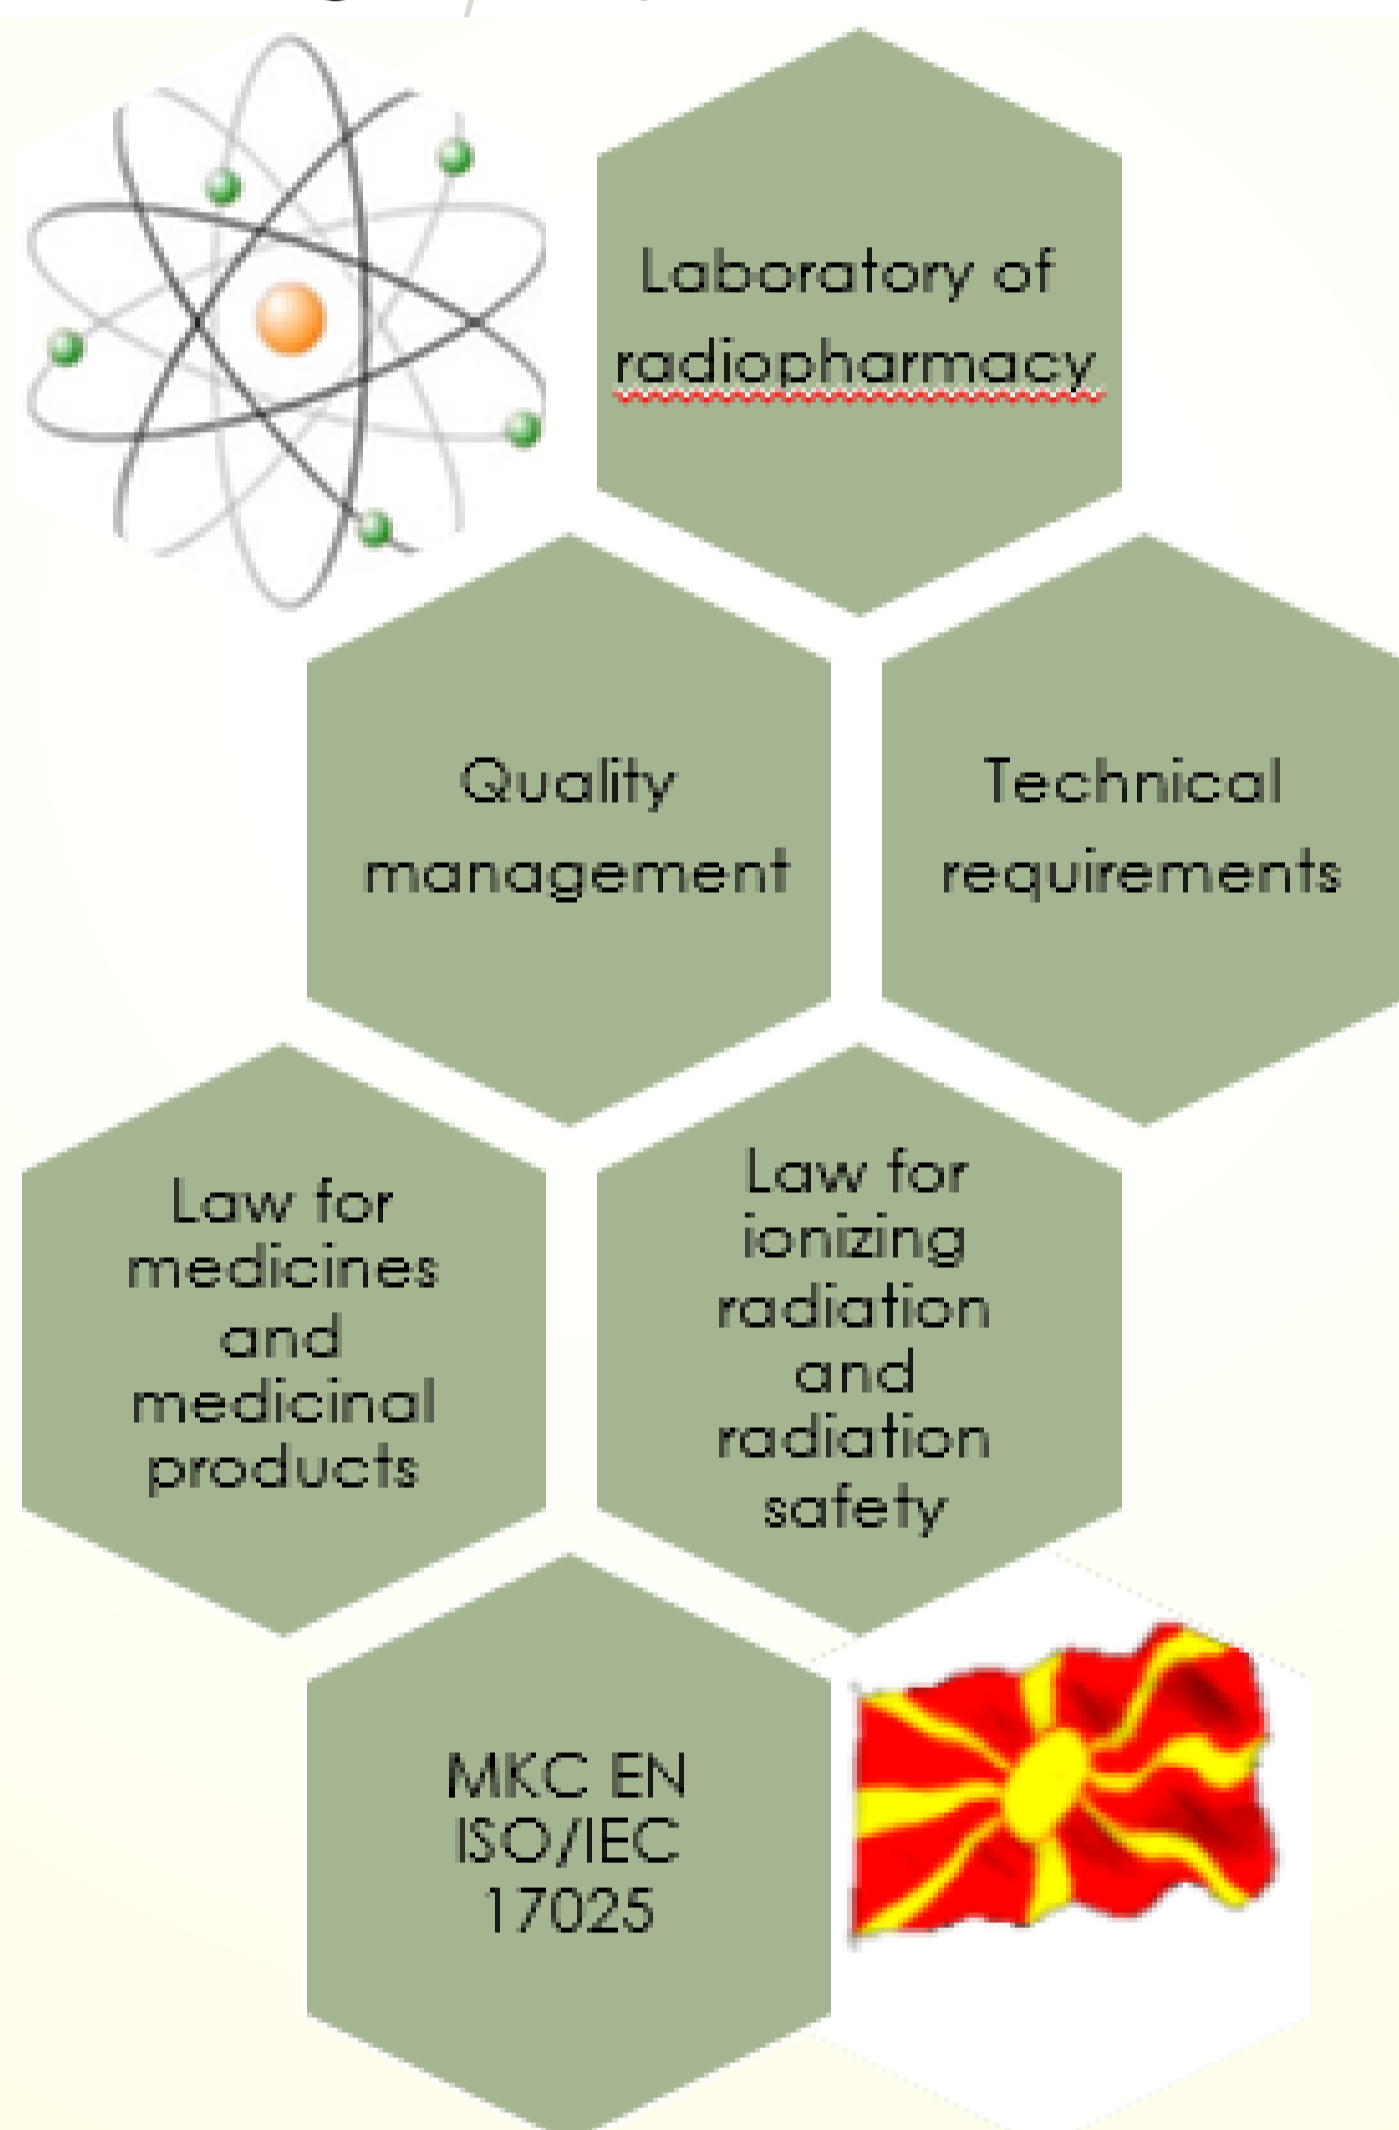 Laboratory of
radiopharmacy
Quality
management
Technical
requirements
Law for
medicines
and
medicinal
products
Law for
ionizing
radiation
and
radiation
safety
MKC EN
ISO/IEC
17025